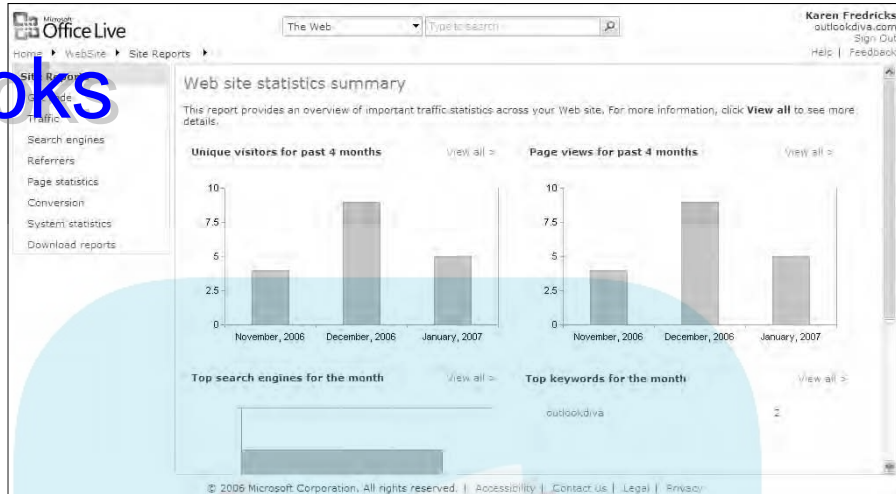 Microsoft
Office Live
The Web
Type to search
Karen Fredricks
outlookdiva.com
Sign Out
Help | Feedback
Home WebSite Site Reports
oks
Site Reports
Traffic
Search engines
Referrers
Page statistics
Conversion
System statistics
Download reports
Web site statistics summary
This report provides an overview of important traffic statistics across your Web site. For more information, click View all to see more
details.
Unique visitors for past 4 months View all >
10
7.5
5
2.5
0
November, 2006 December, 2006 January, 2007
Page views for past 4 months View all >
10
7.5
5
2.5
0
November, 2006 December, 2006 January, 2007
Top search engines for the month View all >
Top keywords for the month View all >
outlookdiva 2
© 2006 Microsoft Corporation. All rights reserved. | Accessibility | Contact Us | Legal | Privacy